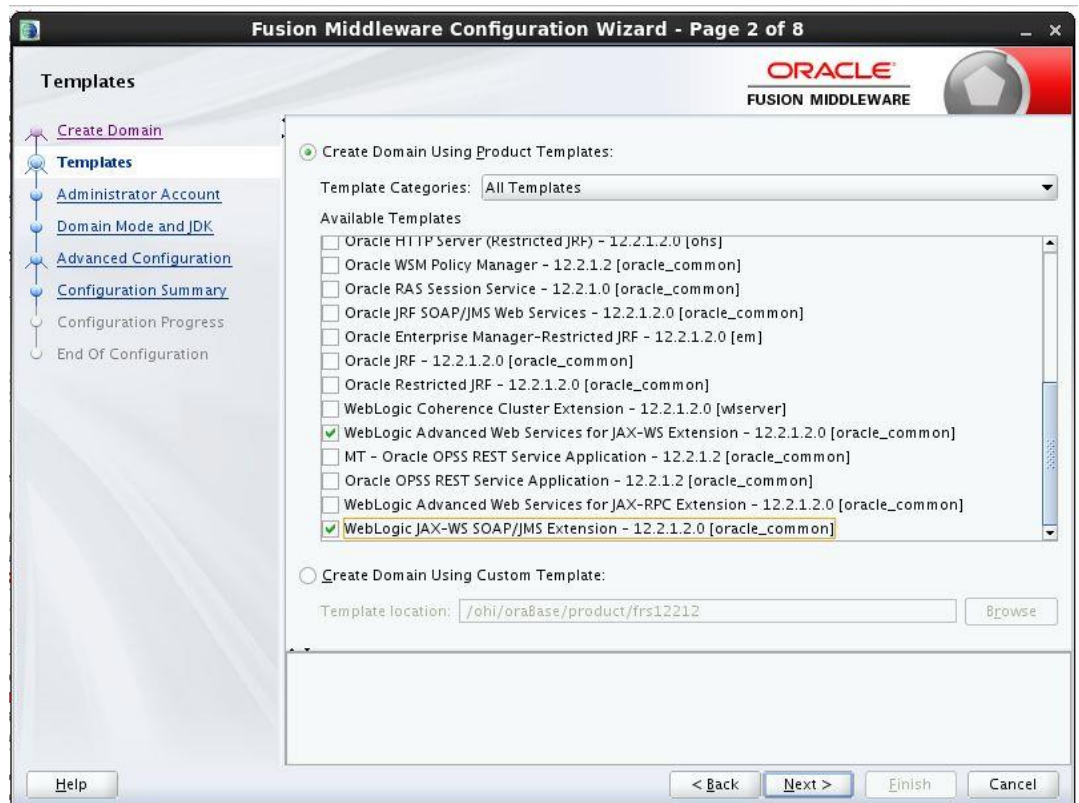 Fusion Middleware Configuration Wizard - Page 2 of 8
Templates
ORACLE
FUSION MIDDLEWARE
Create Domain
Templates
Administrator Account
Domain Mode and JDK
Advanced Configuration
Configuration Summary
Configuration Progress
End Of Configuration
Create Domain Using Product Templates:
Template Categories: All Templates
Available Templates
Oracle HTTP Server (Restricted JRF) - 12.2.1.2.0 [ohs]
Oracle WSM Policy Manager - 12.2.1.2 [oracle_common]
Oracle RAS Session Service - 12.2.1.0 [oracle_common]
Oracle JRF SOAP/JMS Web Services - 12.2.1.2.0 [oracle_common]
Oracle Enterprise Manager-Restricted JRF - 12.2.1.2.0 [em]
Oracle JRF - 12.2.1.2.0 [oracle_common]
Oracle Restricted JRF - 12.2.1.2.0 [oracle_common]
WebLogic Coherence Cluster Extension - 12.2.1.2.0 [wlserver]
WebLogic Advanced Web Services for JAX-WS Extension - 12.2.1.2.0 [oracle_common]
MT - Oracle OPSS REST Service Application - 12.2.1.2 [oracle_common]
Oracle OPSS REST Service Application - 12.2.1.2 [oracle_common]
WebLogic Advanced Web Services for JAX-RPC Extension - 12.2.1.2.0 [oracle_common]
WebLogic JAX-WS SOAP/JMS Extension - 12.2.1.2.0 [oracle_common]
Create Domain Using Custom Template:
Template location: /ohi/oraBase/product/frs12212
Browse
Help
< Back
Next >
Finish
Cancel